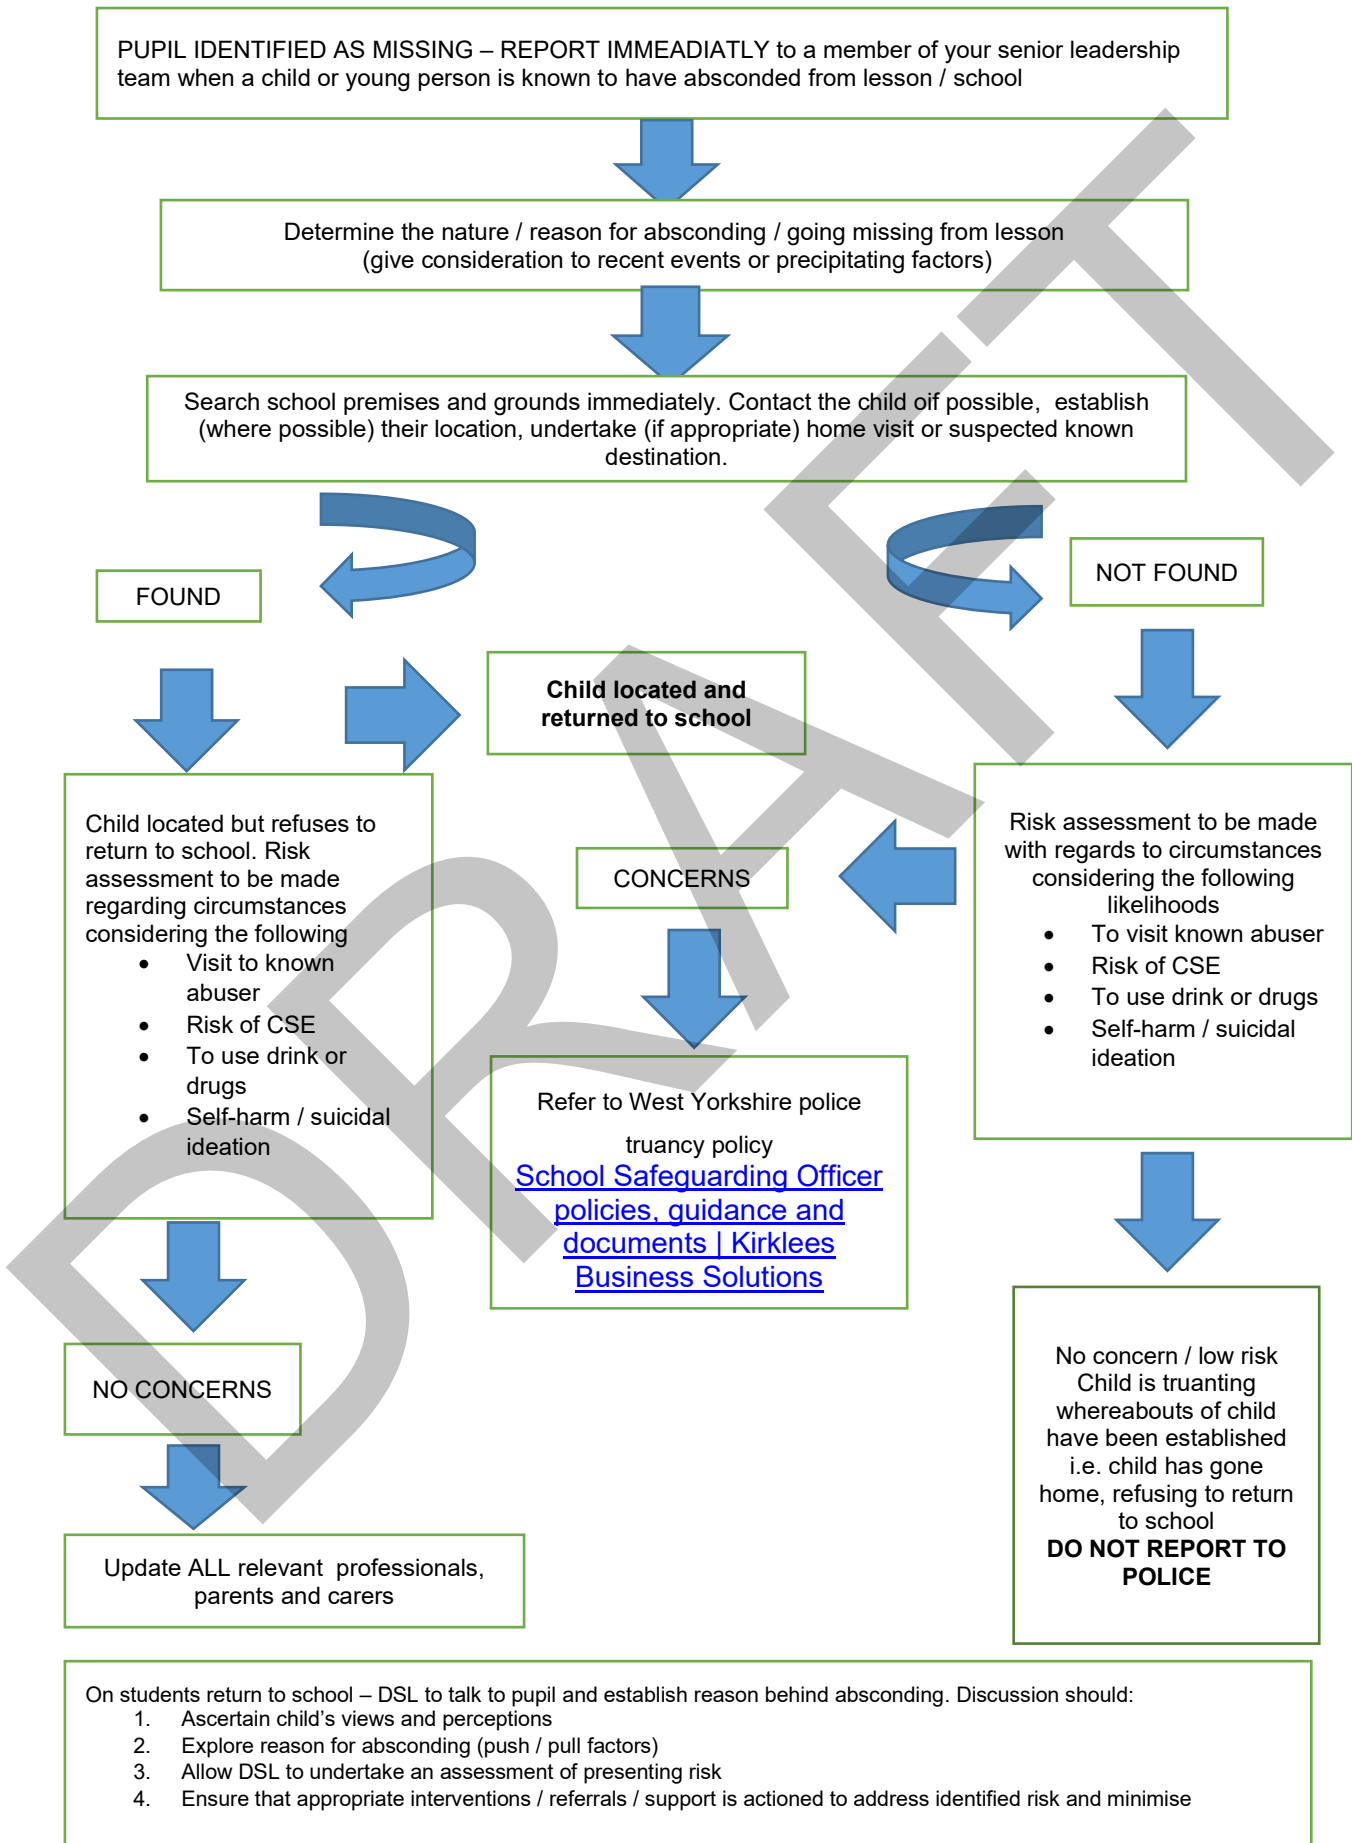 PUPIL IDENTIFIED AS MISSING – REPORT IMMEADIATLY to a member of your senior leadership
team when a child or young person is known to have absconded from lesson / school
Determine the nature / reason for absconding / going missing from lesson
(give consideration to recent events or precipitating factors)
Search school premises and grounds immediately. Contact the child oif possible, establish
(where possible) their location, undertake (if appropriate) home visit or suspected known
destination.
FOUND
NOT FOUND
Child located and
returned to school
Child located but refuses to
return to school. Risk
assessment to be made
regarding circumstances
considering the following
• Visit to known
abuser
• Risk of CSE
• To use drink or
drugs
• Self-harm / suicidal
ideation
CONCERNS
Risk assessment to be made
with regards to circumstances
considering the following
likelihoods
• To visit known abuser
• Risk of CSE
• To use drink or drugs
• Self-harm / suicidal
ideation
Refer to West Yorkshire police
truancy policy
School Safeguarding Officer
policies, guidance and
documents | Kirklees
Business Solutions
NO CONCERNS
No concern / low risk
Child is truanting
whereabouts of child
have been established
i.e. child has gone
home, refusing to return
to school
DO NOT REPORT TO
POLICE
Update ALL relevant professionals,
parents and carers
On students return to school – DSL to talk to pupil and establish reason behind absconding. Discussion should:
1. Ascertain child's views and perceptions
2. Explore reason for absconding (push / pull factors)
3. Allow DSL to undertake an assessment of presenting risk
4. Ensure that appropriate interventions / referrals / support is actioned to address identified risk and minimise
DRAFT